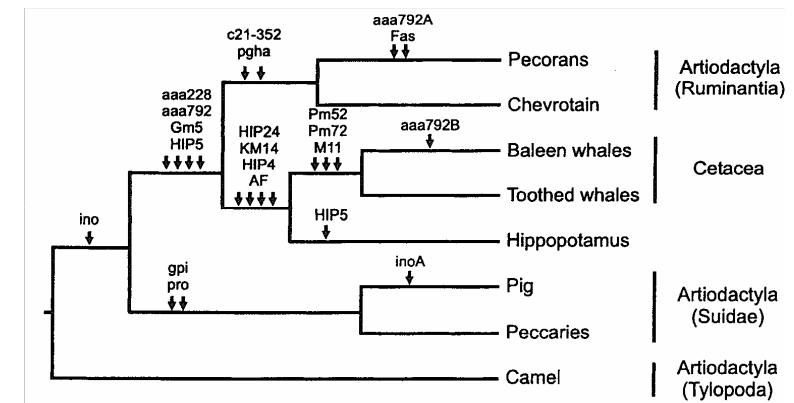 aaa792A
Fas
c21-352
pgha
Pecorans
Artiodactyla
(Ruminantia)
Chevrotain
aaa228
aaa792
Gm5
HIP5
Pm52
Pm72
M11
HIP24
KM14
HIP4
AF
aaa792B
Baleen whales
Cetacea
Toothed whales
HIP5
Hippopotamus
ino
gpi
pro
inoA
Pig
Artiodactyla
(Suidae)
Peccaries
Camel
Artiodactyla
(Tylopoda)